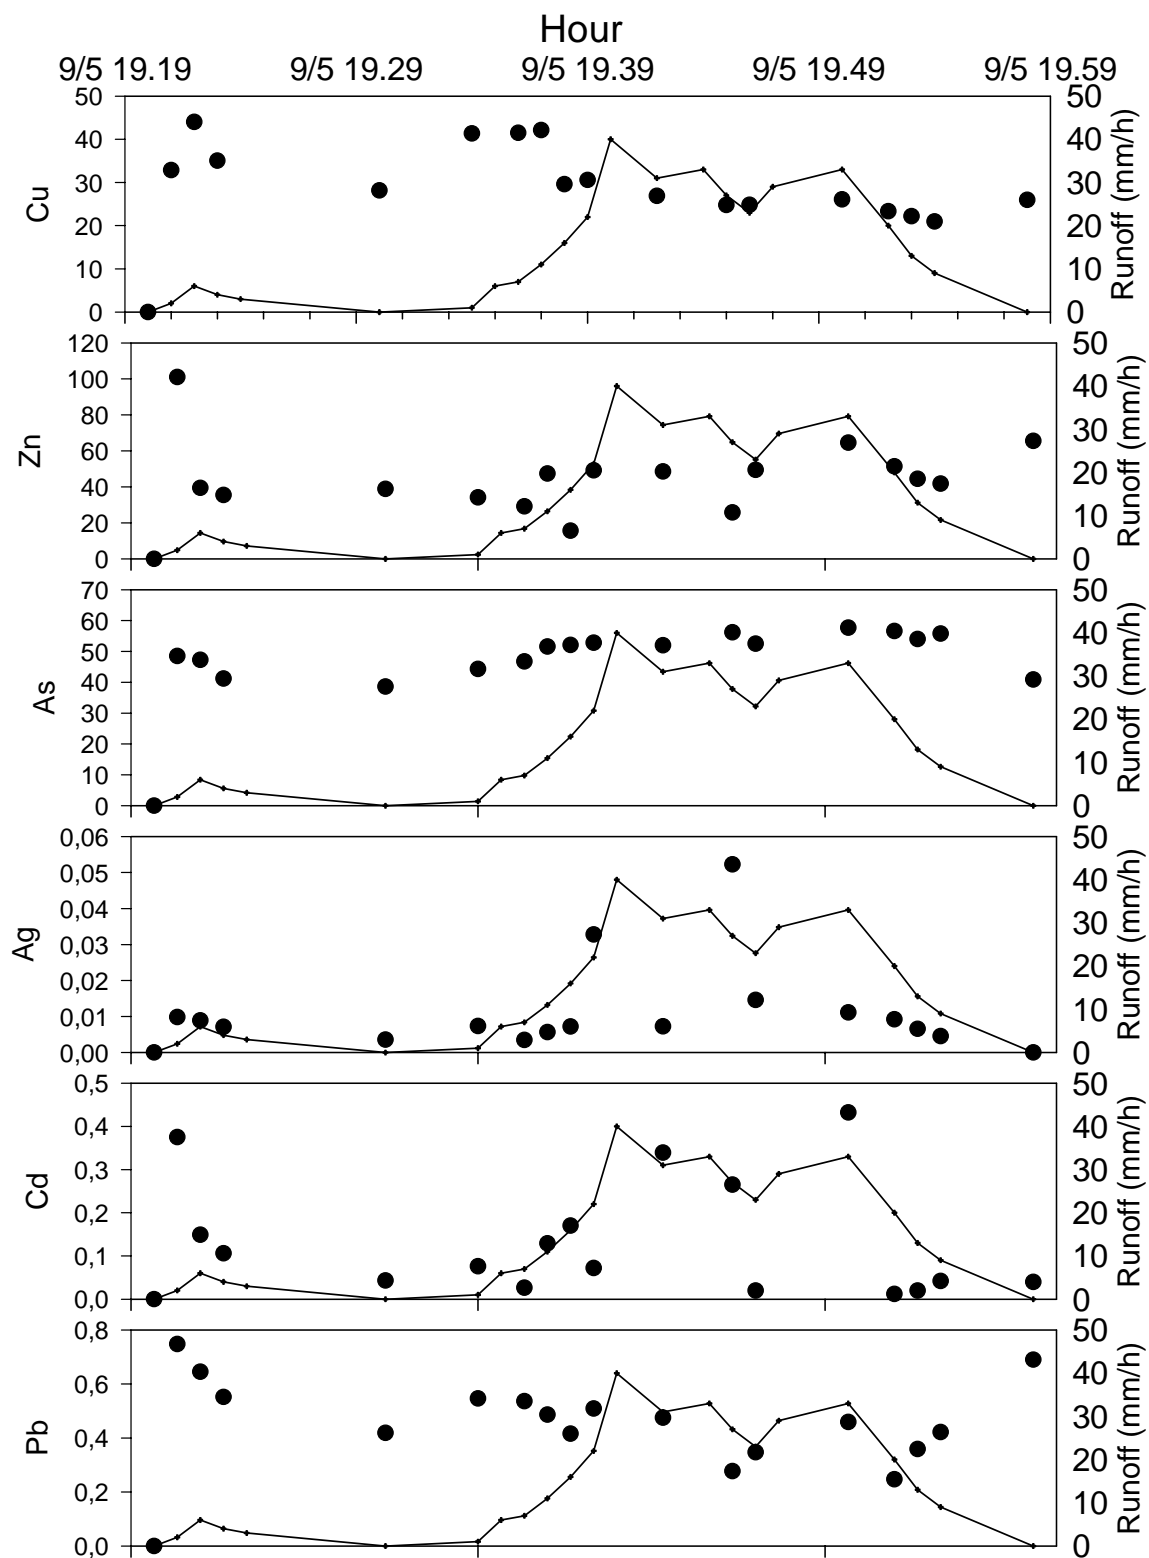 Hour
9/5 19.19 9/5 19.29 9/5 19.39 9/5 19.49 9/5 19.59
50 50
40 40
30 30
20 20
10 10
0 0
Cu
Runoff (mm/h)
120 50
100 40
80 30
60 20
40 10
20 0
0
Zn
Runoff (mm/h)
70 50
60 40
50 30
40 20
30 10
20 0
10
0
As
Runoff (mm/h)
0,06 50
0,05 40
0,04 30
0,03 20
0,02 10
0,01 0
0,00
Ag
Runoff (mm/h)
0,5 50
0,4 40
0,3 30
0,2 20
0,1 10
0,0 0
Cd
Runoff (mm/h)
0,8 50
0,6 40
0,4 30
0,2 20
0,0 10
0
Pb
Runoff (mm/h)